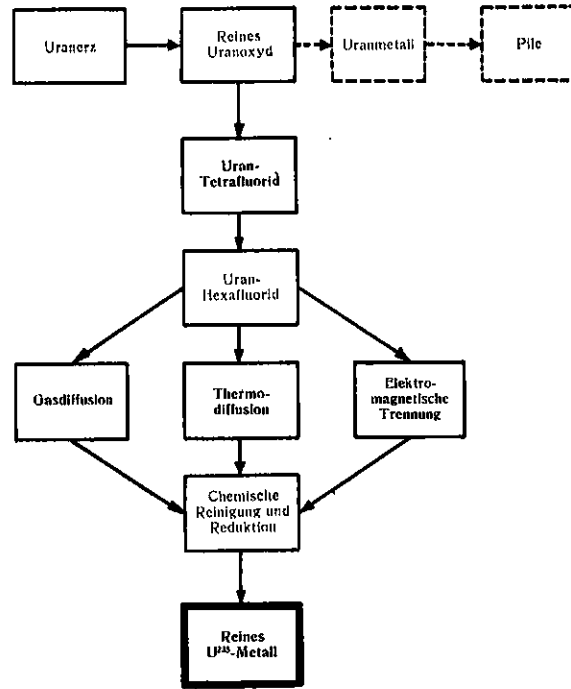 Uranerz
Reines
Uranoxyd
Uranmetall
Pile
Uran-
Tetrafluorid
Uran-
Hexafluorid
Gasdiffusion
Thermo-
diffusion
Elektro-
magnetische
Trennung
Chemische
Reinigung und
Reduktion
Reines
U²³⁵-Metall